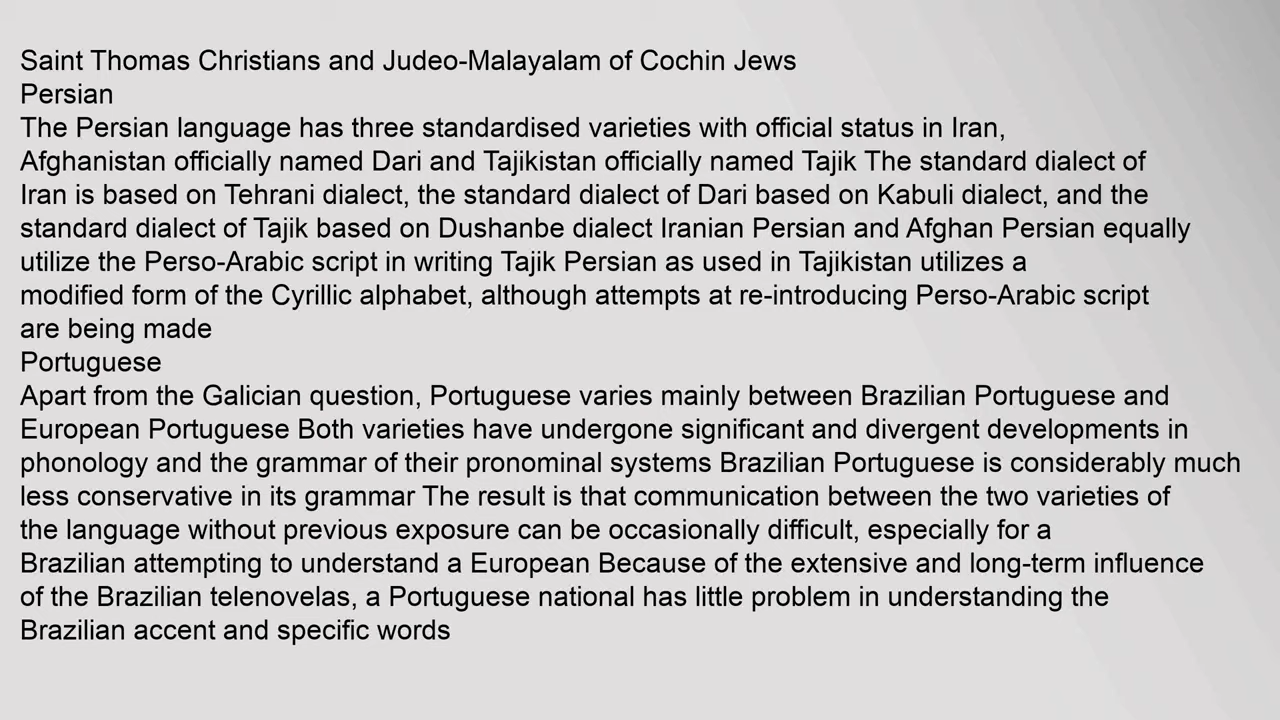 Saint Thomas Christians and Judeo-Malayalam of Cochin Jews
Persian
The Persian language has three standardised varieties with official status in Iran,
Afghanistan officially named Dari and Tajikistan officially named Tajik The standard dialect of
Iran is based on Tehrani dialect, the standard dialect of Dari based on Kabuli dialect, and the
standard dialect of Tajik based on Dushanbe dialect Iranian Persian and Afghan Persian equally
utilize the Perso-Arabic script in writing Tajik Persian as used in Tajikistan utilizes a
modified form of the Cyrillic alphabet, although attempts at re-introducing Perso-Arabic script
are being made
Portuguese
Apart from the Galician question, Portuguese varies mainly between Brazilian Portuguese and
European Portuguese Both varieties have undergone significant and divergent developments in
phonology and the grammar of their pronominal systems Brazilian Portuguese is considerably much
less conservative in its grammar The result is that communication between the two varieties of
the language without previous exposure can be occasionally difficult, especially for a
Brazilian attempting to understand a European Because of the extensive and long-term influence
of the Brazilian telenovelas, a Portuguese national has little problem in understanding the
Brazilian accent and specific words